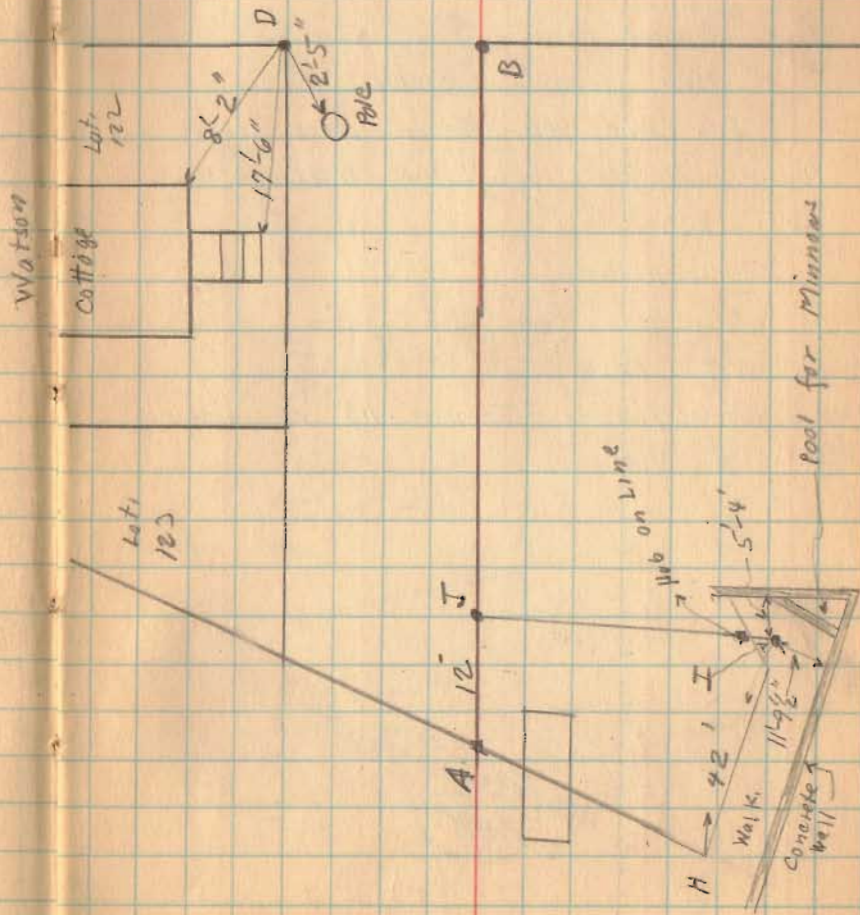 Watson
Cottage
Lot.
122
D
8'-2"
17'-6"
2'-5"
Pole
B
Lot.
123
A
12'
J
Hub on Line
5'-4'
I
11'-9½"
42'
H
Walk.
Concrete
Wall
Pool for Minnows